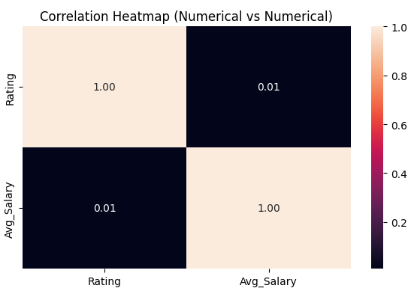 Correlation Heatmap (Numerical vs Numerical)
1.0
Rating
1.00
0.01
0.8
0.6
Avg_Salary
0.01
1.00
0.4
0.2
Rating
Avg_Salary